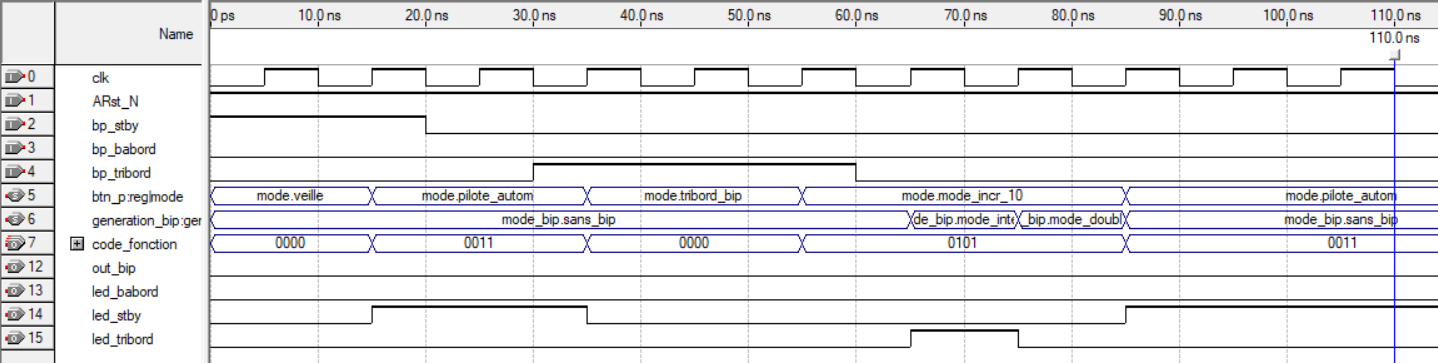 0 ps 10.0 ns 20.0 ns 30.0 ns 40.0 ns 50.0 ns 60.0 ns 70.0 ns 80.0 ns 90.0 ns 100.0 ns 110.0 ns
Name
110.0 ns
0 clk
1 ARst_N
2 bp_stby
3 bp_babord
4 bp_tribord
5 btn_p:reg|mode mode.veille mode.pilote_autom mode.tribord_bip mode.mode_incr_10 mode.pilote_autom
6 generation_bip:ger mode_bip.sans_bip de_bip.mode_inte _bip.mode_doubl mode_bip.sans_bip
7 code_fonction 0000 0011 0000 0101 0011
12 out_bip
13 led_babord
14 led_stby
15 led_tribord